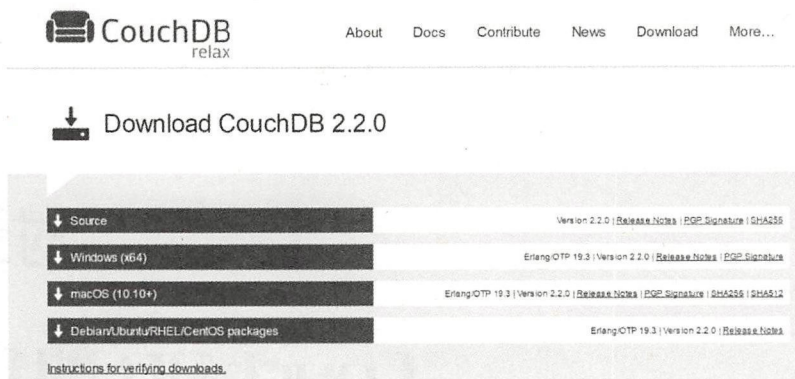 CouchDB
relax
About Docs Contribute News Download More...
Download CouchDB 2.2.0
Source Version 2.2.0 | Release Notes | PGP Signature | SHA256
Windows (x64) Erlang/OTP 19.3 | Version 2.2.0 | Release Notes | PGP Signature
macOS (10.10+) Erlang/OTP 19.3 | Version 2.2.0 | Release Notes | PGP Signature | SHA256 | SHA512
Debian/Ubuntu/RHEL/CentOS packages Erlang/OTP 19.3 | Version 2.2.0 | Release Notes
Instructions for verifying downloads.